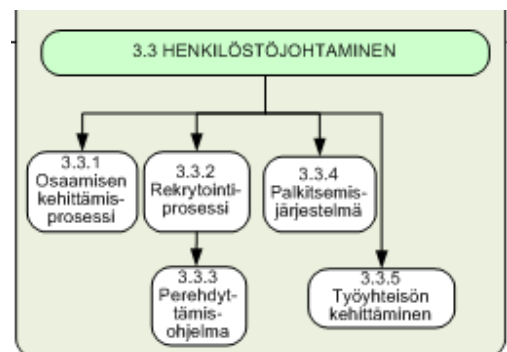 3.3 HENKILÖSTÖJOHTAMINEN
3.3.1
Osaamisen
kehittämis-
prosessi
3.3.2
Rekrytointi-
prosessi
3.3.4
Palkitsemis-
järjestelmä
3.3.3
Perehdyt-
tämis-
ohjelma
3.3.5
Työyhteisön
kehittäminen